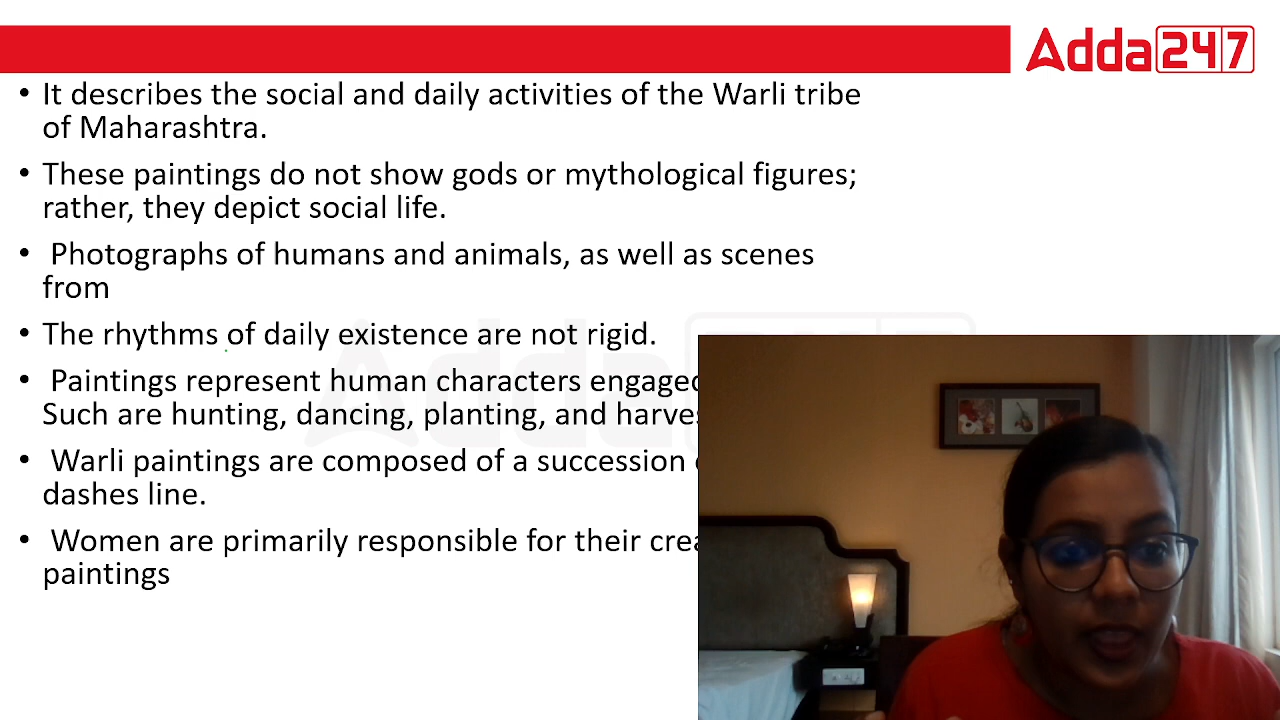 Adda247
• It describes the social and daily activities of the Warli tribe
of Maharashtra.
• These paintings do not show gods or mythological figures;
rather, they depict social life.
• Photographs of humans and animals, as well as scenes
from
• The rhythms of daily existence are not rigid.
• Paintings represent human characters engaged
Such are hunting, dancing, planting, and
• Warli paintings are composed of a succession
dashes line.
• Women are primarily responsible for their
paintings